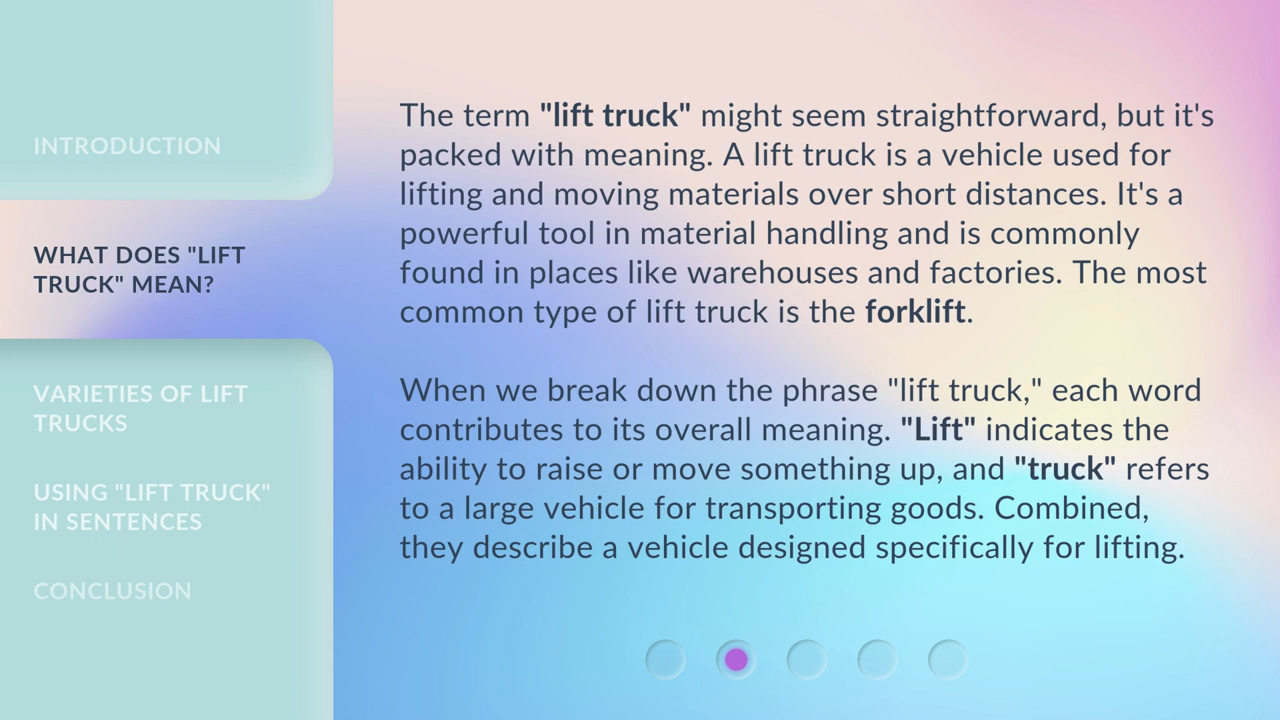 INTRODUCTION
WHAT DOES "LIFT
TRUCK" MEAN?
VARIETIES OF LIFT
TRUCKS
USING "LIFT TRUCK"
IN SENTENCES
CONCLUSION
The term "lift truck" might seem straightforward, but it's
packed with meaning. A lift truck is a vehicle used for
lifting and moving materials over short distances. It's a
powerful tool in material handling and is commonly
found in places like warehouses and factories. The most
common type of lift truck is the forklift.
When we break down the phrase "lift truck," each word
contributes to its overall meaning. "Lift" indicates the
ability to raise or move something up, and "truck" refers
to a large vehicle for transporting goods. Combined,
they describe a vehicle designed specifically for lifting.